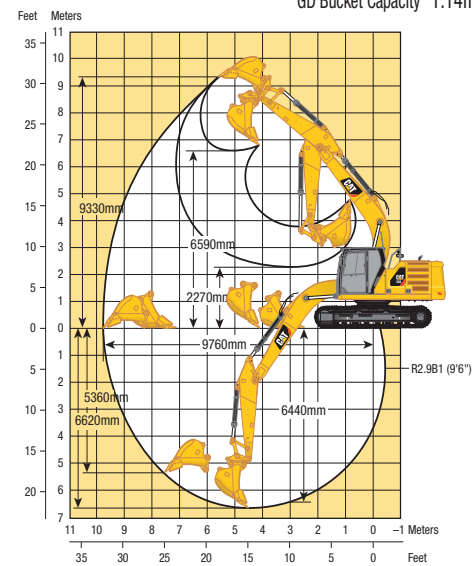 GD Bucket Capacity 1.14m
Feet Meters
11
35 10
30 9
8
25 7
20 6
15 5
4
10 3
2
5 1
0 0
1
5 2
3
10 4
15 5
6
20 7
9330mm
6590mm
2270mm
9760mm
5360mm
6620mm
6440mm
R2.9B1 (9'6")
CAT
CAT
CAT
11 10 9 8 7 6 5 4 3 2 1 0 –1 Meters
35 30 25 20 15 10 5 0 Feet